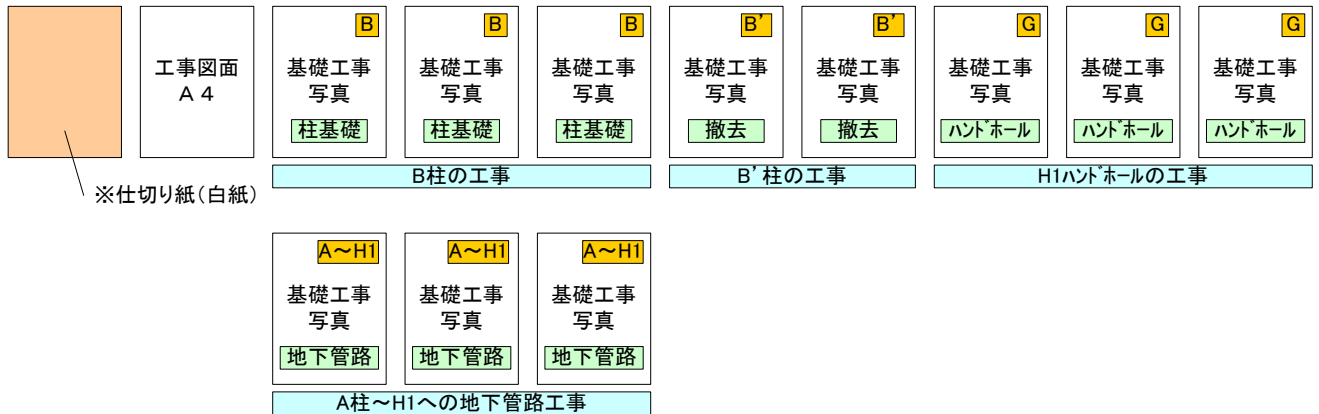 工事図面
A4
B
基礎工事
写真
柱基礎
B
基礎工事
写真
柱基礎
B
基礎工事
写真
柱基礎
B'
基礎工事
写真
撤去
B'
基礎工事
写真
撤去
G
基礎工事
写真
ハンドホール
G
基礎工事
写真
ハンドホール
G
基礎工事
写真
ハンドホール
B柱の工事
B'柱の工事
H1ハンドホールの工事
※仕切り紙(白紙)
A~H1
基礎工事
写真
地下管路
A~H1
基礎工事
写真
地下管路
A~H1
基礎工事
写真
地下管路
A柱~H1への地下管路工事